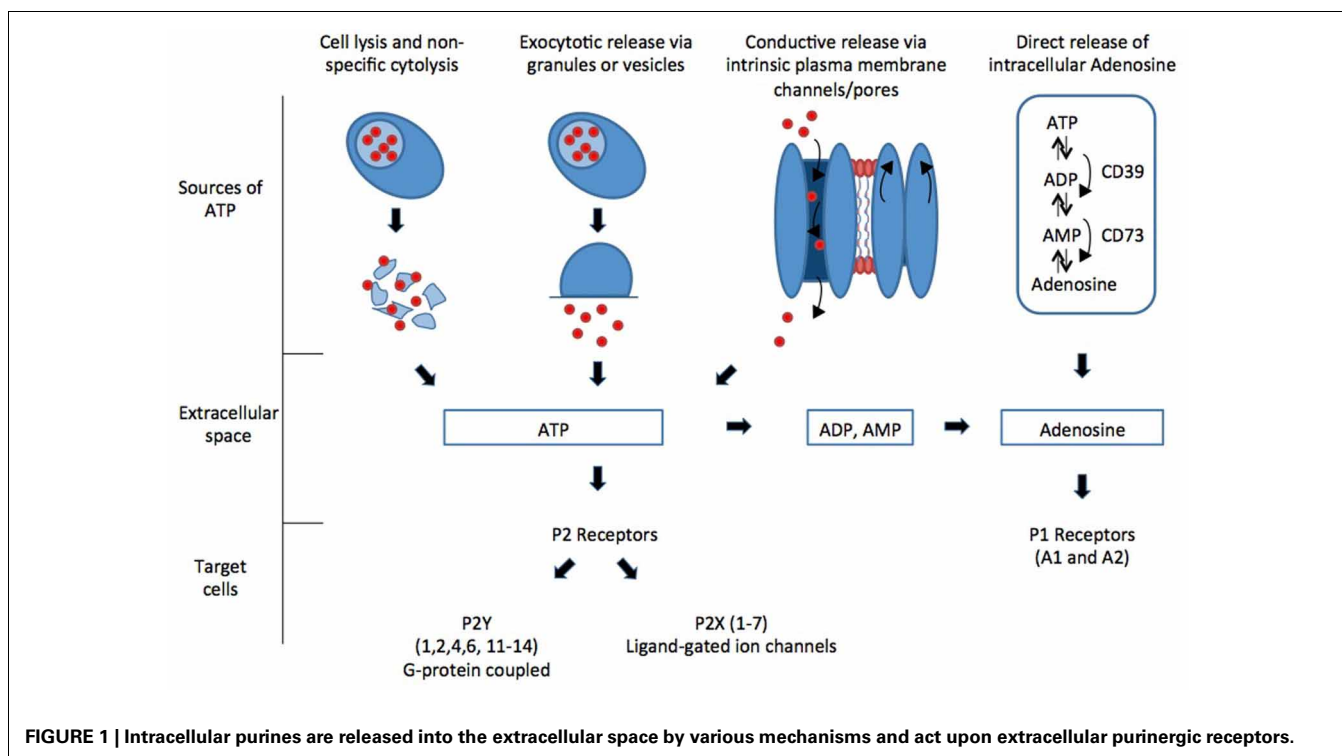 Cell lysis and non-
specific cytolysis
Exocytotic release via
granules or vesicles
Conductive release via
intrinsic plasma membrane
channels/pores
Direct release of
intracellular Adenosine
Sources of
ATP
ATP
ADP
CD39
AMP
CD73
Adenosine
Extracellular
space
ATP
ADP, AMP
Adenosine
Target
cells
P2 Receptors
P1 Receptors
(A1 and A2)
P2Y
(1,2,4,6, 11-14)
G-protein coupled
P2X (1-7)
Ligand-gated ion channels
FIGURE 1 | Intracellular purines are released into the extracellular space by various mechanisms and act upon extracellular purinergic receptors.